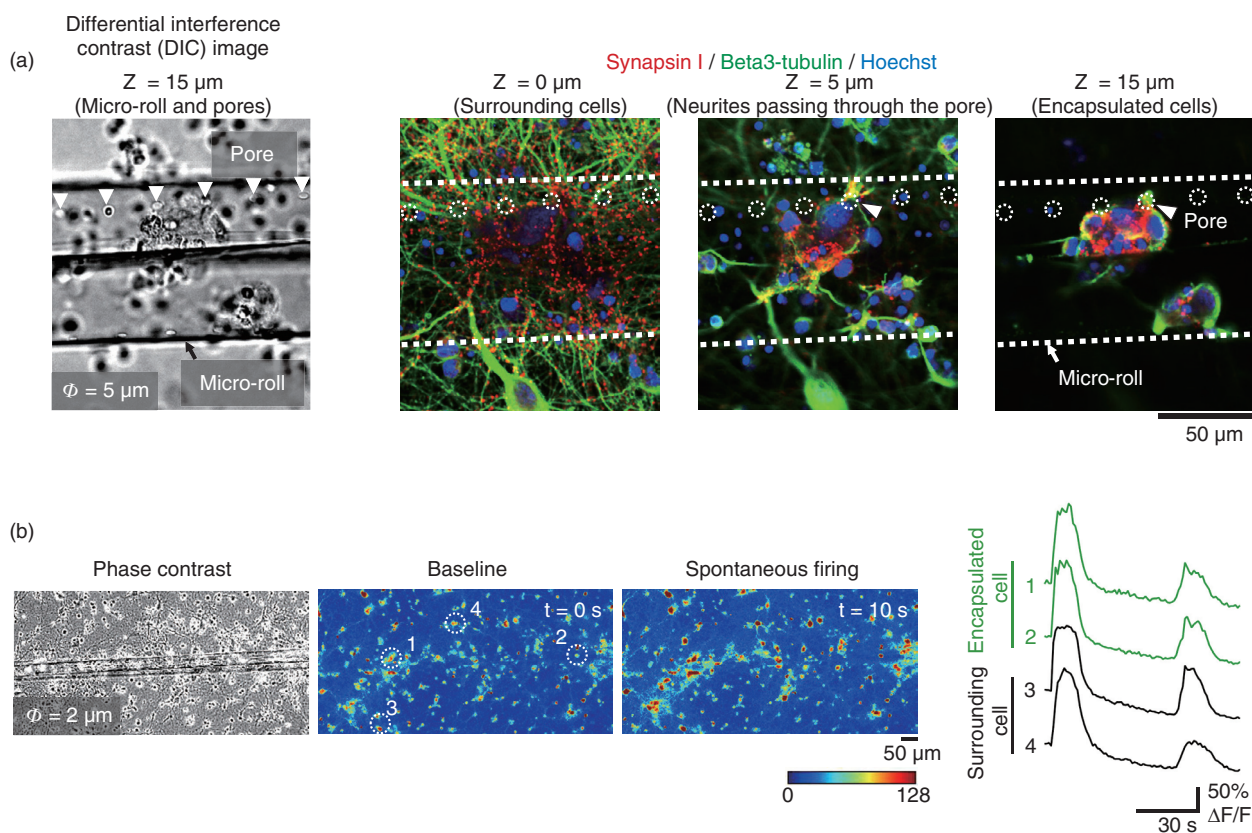 (a)
Differential interference
contrast (DIC) image
Z = 15 µm
(Micro-roll and pores)
Pore
Micro-roll
Φ = 5 µm
Synapsin I / Beta3-tubulin / Hoechst
Z = 0 µm
(Surrounding cells)
Z = 5 µm
(Neurites passing through the pore)
Z = 15 µm
(Encapsulated cells)
Pore
Micro-roll
50 µm
(b)
Phase contrast
Φ = 2 µm
Baseline
t = 0 s
4
1
2
3
Spontaneous firing
t = 10 s
50 µm
0
128
Encapsulated
cell
1
2
Surrounding
cell
3
4
50%
ΔF/F
30 s